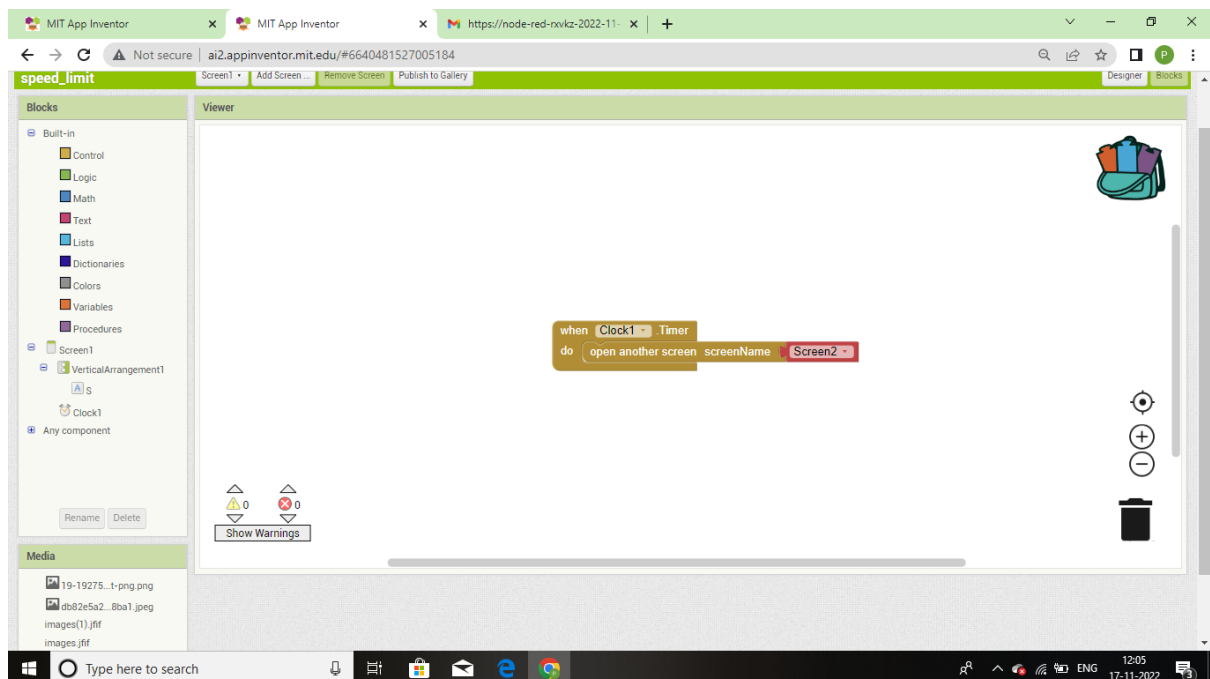 MIT App Inventor
MIT App Inventor
https://node-red-rxvkz-2022-11-
Not secure ai2.appinventor.mit.edu/#6640481527005184
P
speed_limit Screen1 Add Screen ... Remove Screen Publish to Gallery Designer Blocks
Blocks
Viewer
Built-in
Control
Logic
Math
Text
Lists
Dictionaries
Colors
Variables
Procedures
Screen1
VerticalArrangement1
A S
Clock1
Any component
Rename Delete
when Clock1 .Timer
do open another screen screenName Screen2
0 0
Show Warnings
Media
19-19275...t-png.png
db82e5a2...8ba1.jpeg
images(1).jfif
images.jfif
Type here to search
ENG
12:05
17-11-2022
3